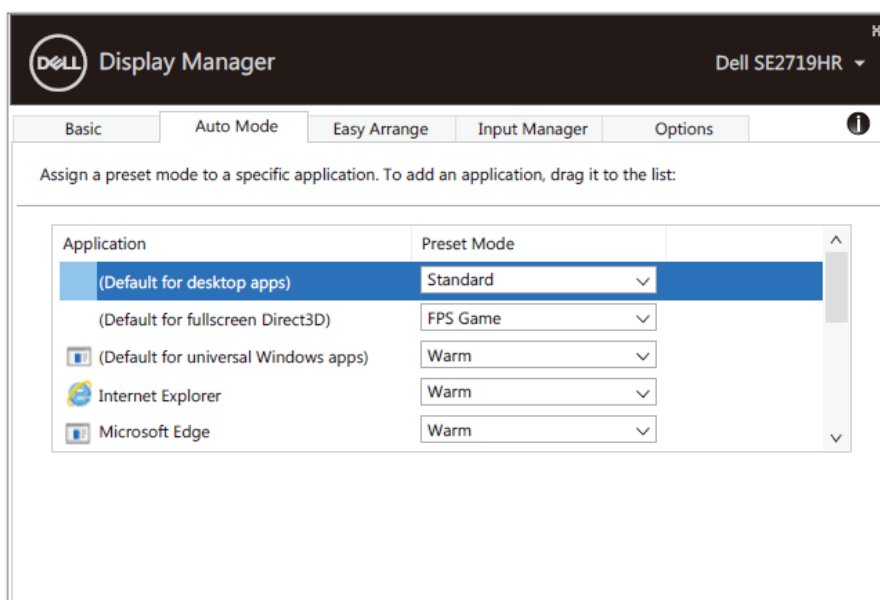 DELL Display Manager Dell SE2719HR
Basic Auto Mode Easy Arrange Input Manager Options
Assign a preset mode to a specific application. To add an application, drag it to the list:
Application Preset Mode
(Default for desktop apps) Standard
(Default for fullscreen Direct3D) FPS Game
(Default for universal Windows apps) Warm
Internet Explorer Warm
Microsoft Edge Warm